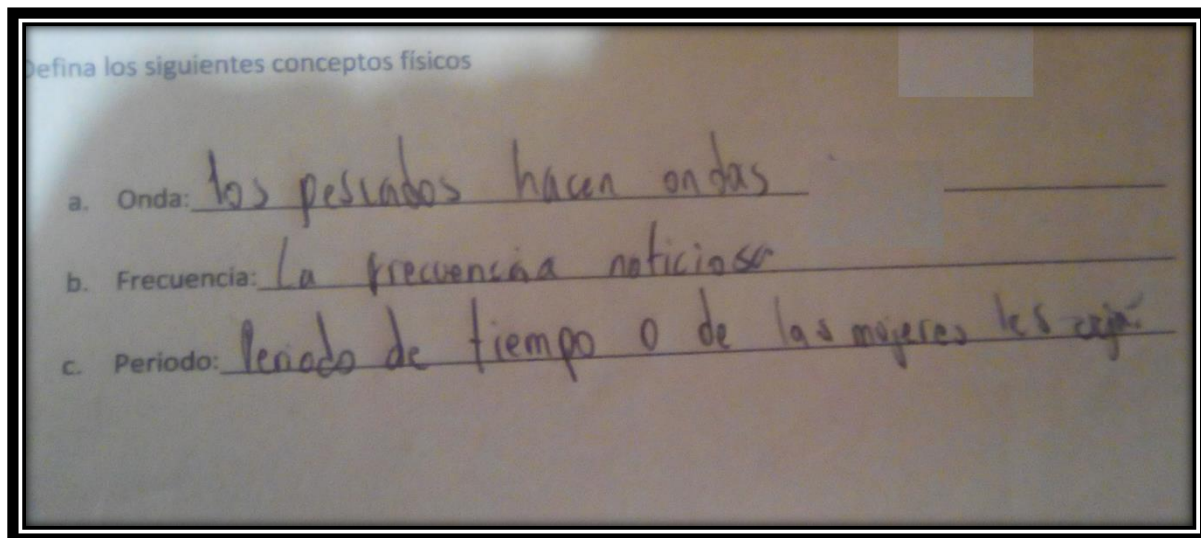 Defina los siguientes conceptos físicos
a. Onda: los pescados hacen ondas
b. Frecuencia: La frecuencia noticiosa
c. Periodo: Periodo de tiempo o de las mujeres les